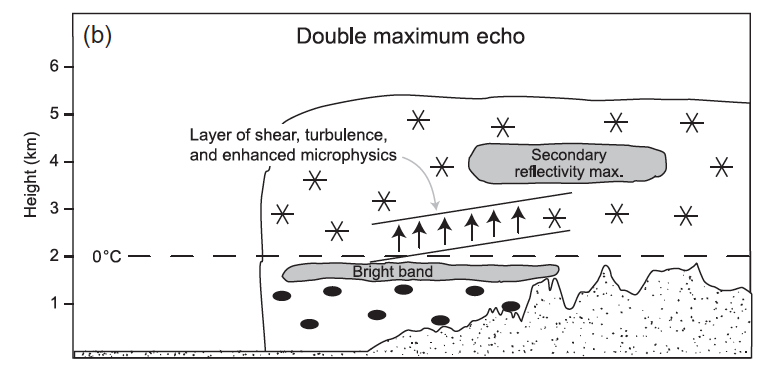 (b)
Double maximum echo
6
5
4
3
2
1
Height (km)
Layer of shear, turbulence,
and enhanced microphysics
Secondary
reflectivity max.
0°C
Bright band